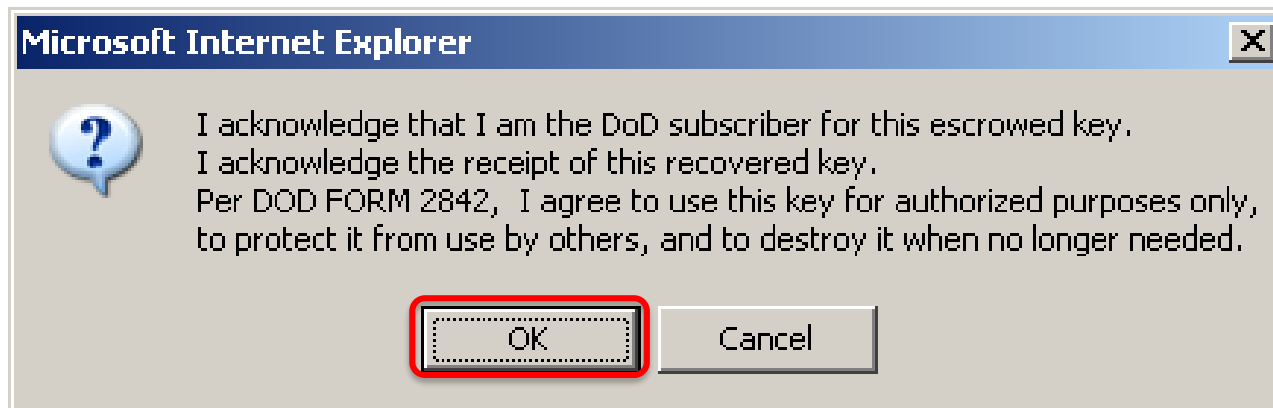 Microsoft Internet Explorer
I acknowledge that I am the DoD subscriber for this escrowed key.
I acknowledge the receipt of this recovered key.
Per DOD FORM 2842,  I agree to use this key for authorized purposes only,
to protect it from use by others, and to destroy it when no longer needed.
OK Cancel